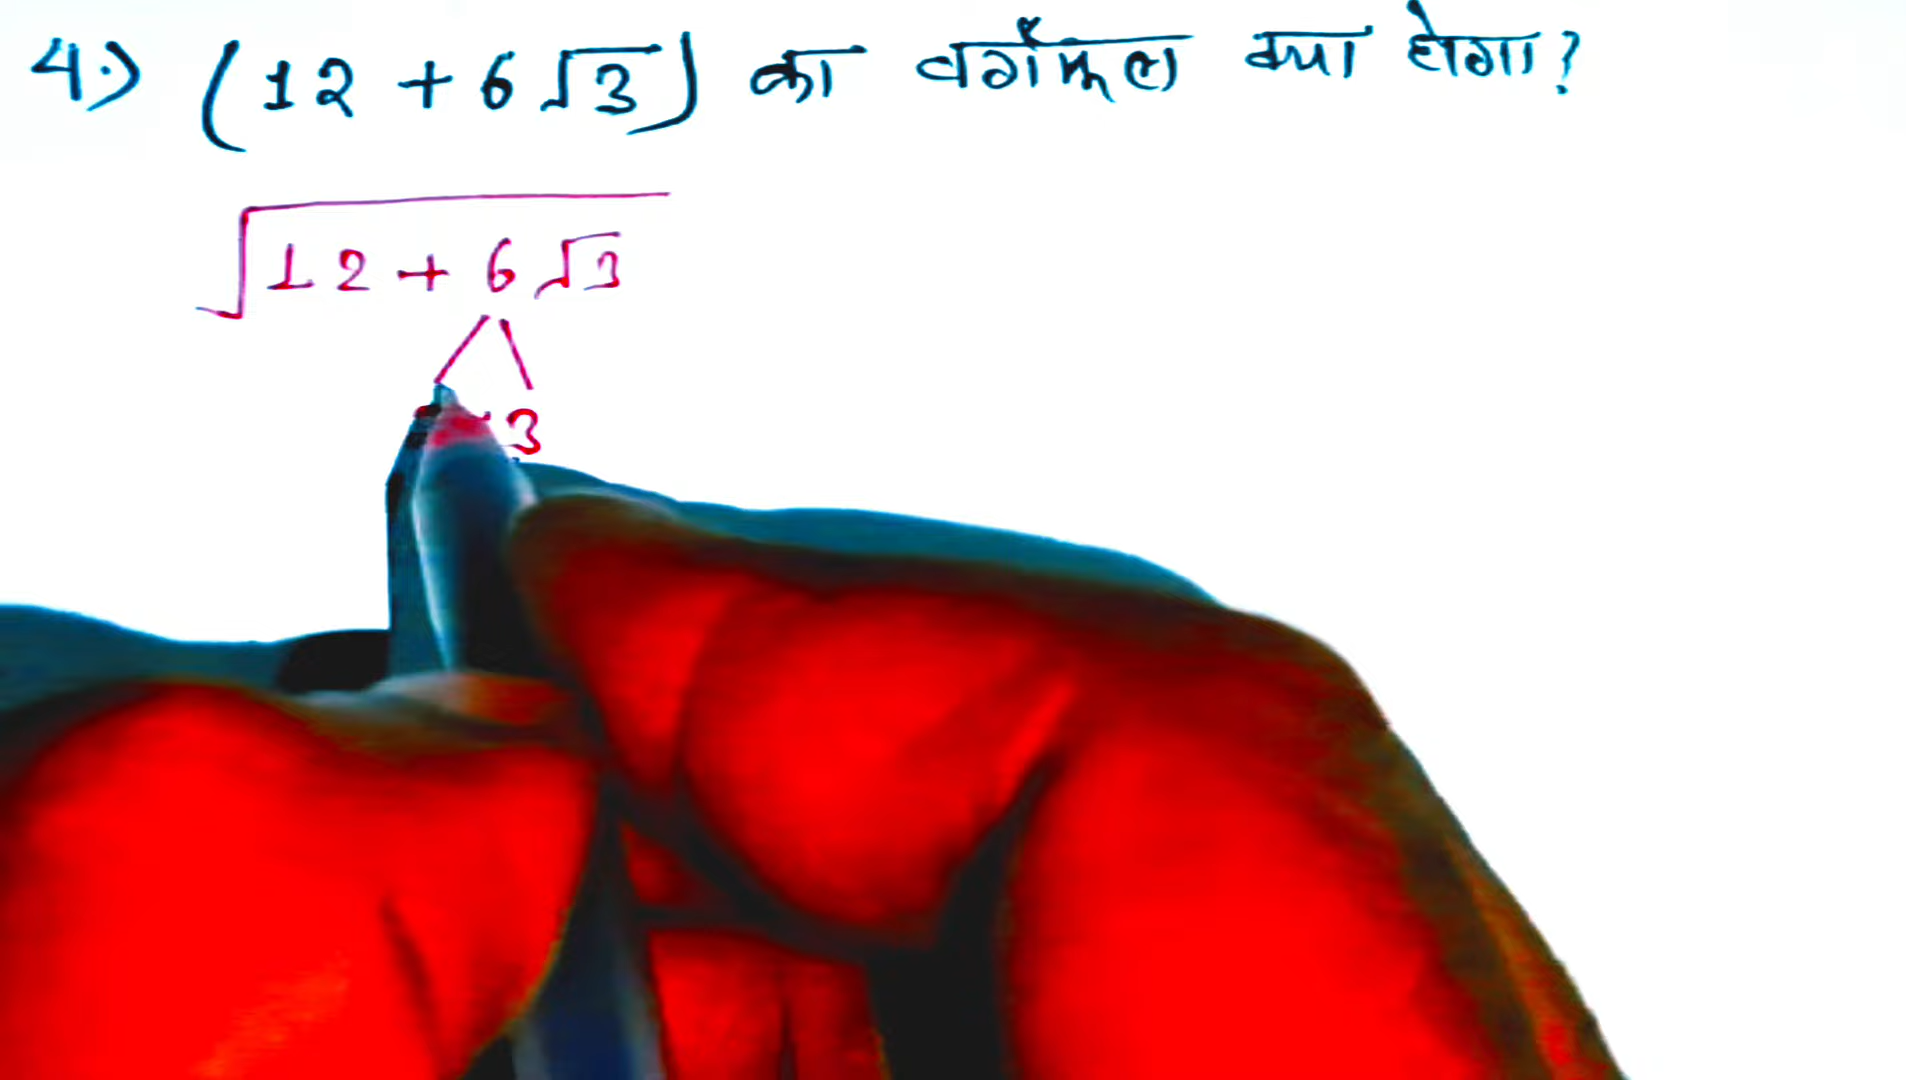 4.) (12 + 6√3) का वर्गमूल क्या होगा?
√12 + 6√3
3